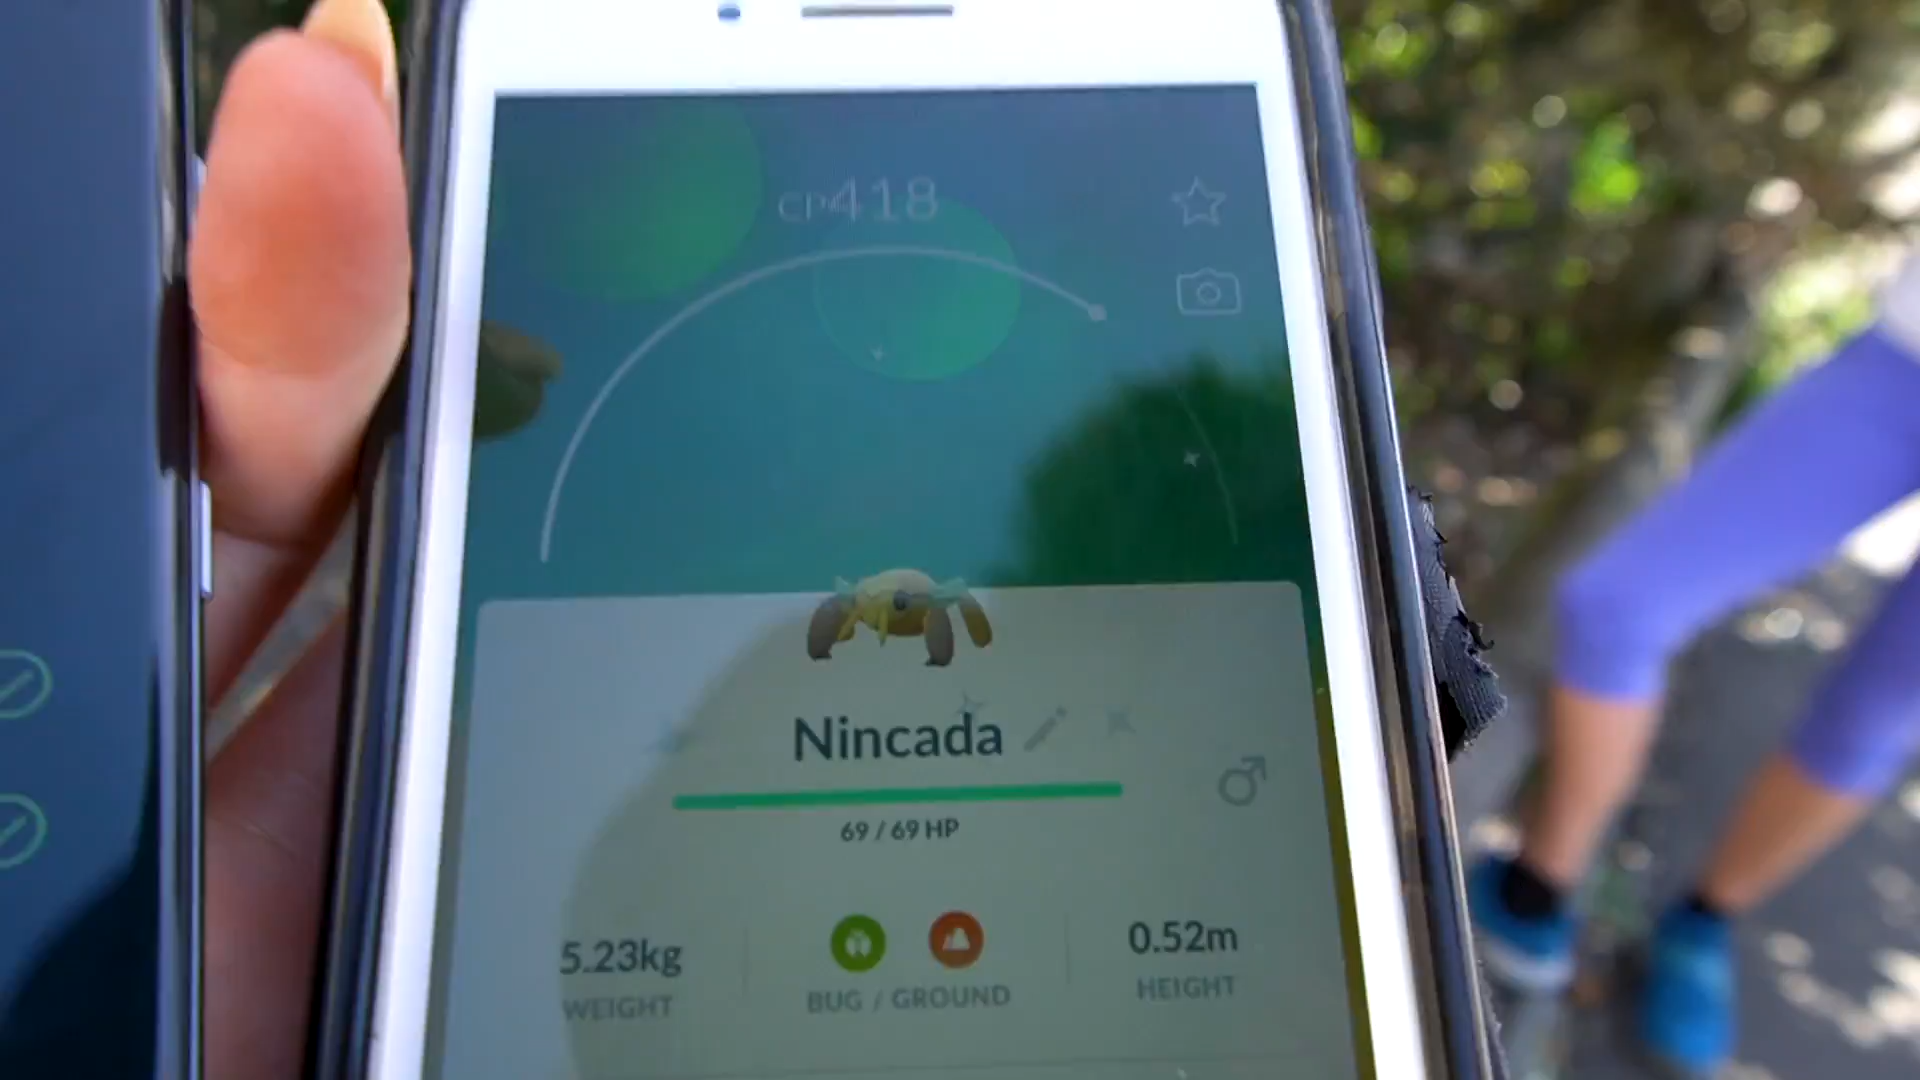 CP418
Nincada
69 / 69 HP
5.23kg
WEIGHT
BUG / GROUND
0.52m
HEIGHT